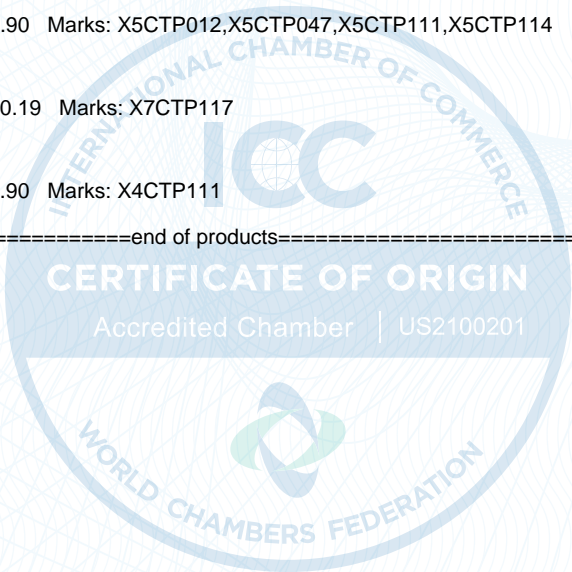 .90 Marks: X5CTP012,X5CTP047,X5CTP111,X5CTP114
INTERNATIONAL CHAMBER OF COMMERCE
0.19 Marks: X7CTP117
ICC
.90 Marks: X4CTP111
===========end of products========================
CERTIFICATE OF ORIGIN
Accredited Chamber | US2100201
WORLD CHAMBERS FEDERATION